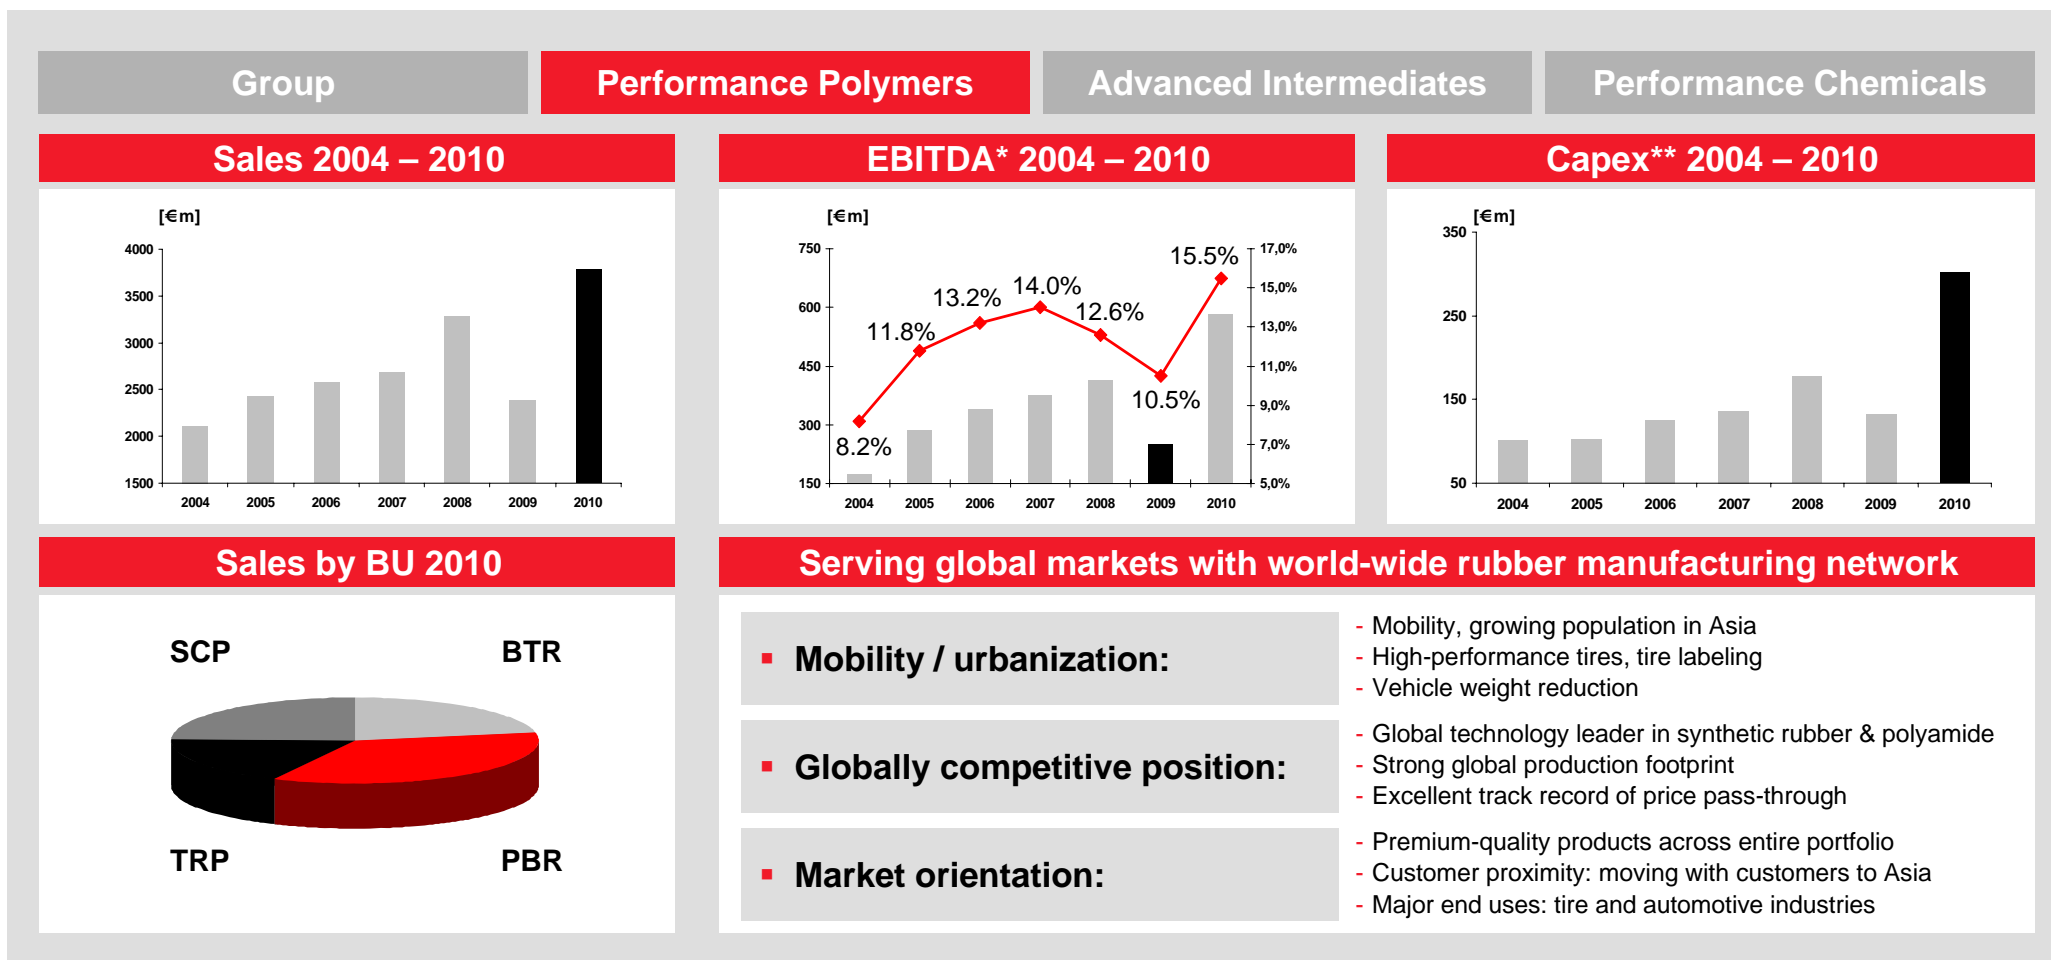 Group
Performance Polymers
Advanced Intermediates
Performance Chemicals
Sales 2004 – 2010
[€m]
4000
3500
3000
2500
2000
1500
2004 2005 2006 2007 2008 2009 2010
EBITDA* 2004 – 2010
[€m]
750
600
450
300
150
17,0%
15,0%
13,0%
11,0%
9,0%
7,0%
5,0%
8.2%
11.8%
13.2%
14.0%
12.6%
10.5%
15.5%
2004 2005 2006 2007 2008 2009 2010
Capex** 2004 – 2010
[€m]
350
250
150
50
2004 2005 2006 2007 2008 2009 2010
Sales by BU 2010
SCP
BTR
TRP
PBR
Serving global markets with world-wide rubber manufacturing network
▪ Mobility / urbanization:
- Mobility, growing population in Asia
- High-performance tires, tire labeling
- Vehicle weight reduction
▪ Globally competitive position:
- Global technology leader in synthetic rubber & polyamide
- Strong global production footprint
- Excellent track record of price pass-through
▪ Market orientation:
- Premium-quality products across entire portfolio
- Customer proximity: moving with customers to Asia
- Major end uses: tire and automotive industries